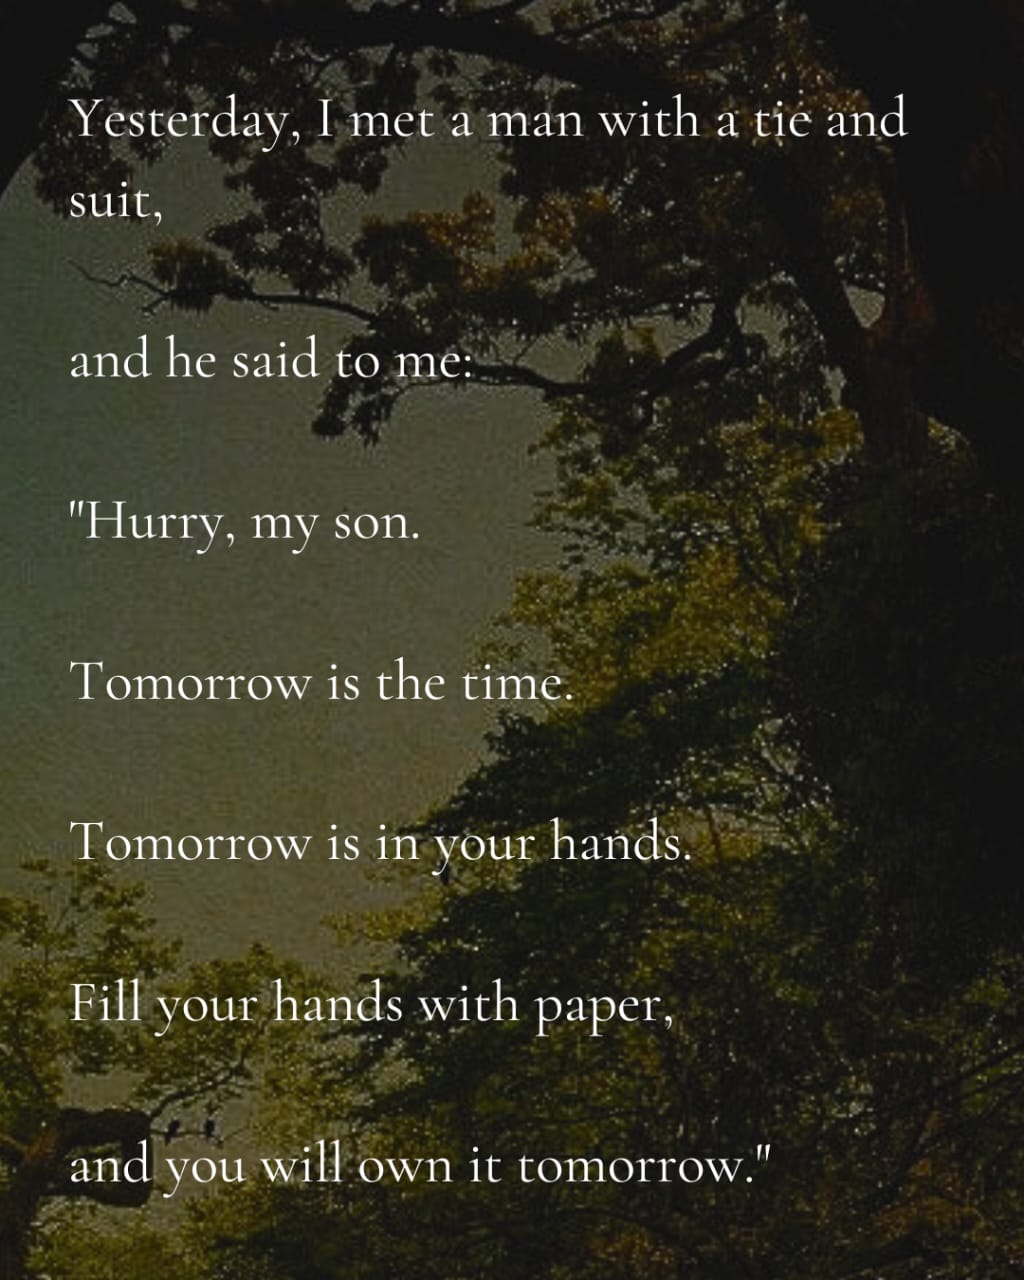 Yesterday, I met a man with a tie and
suit,
and he said to me:
"Hurry, my son.
Tomorrow is the time.
Tomorrow is in your hands.
Fill your hands with paper,
and you will own it tomorrow."